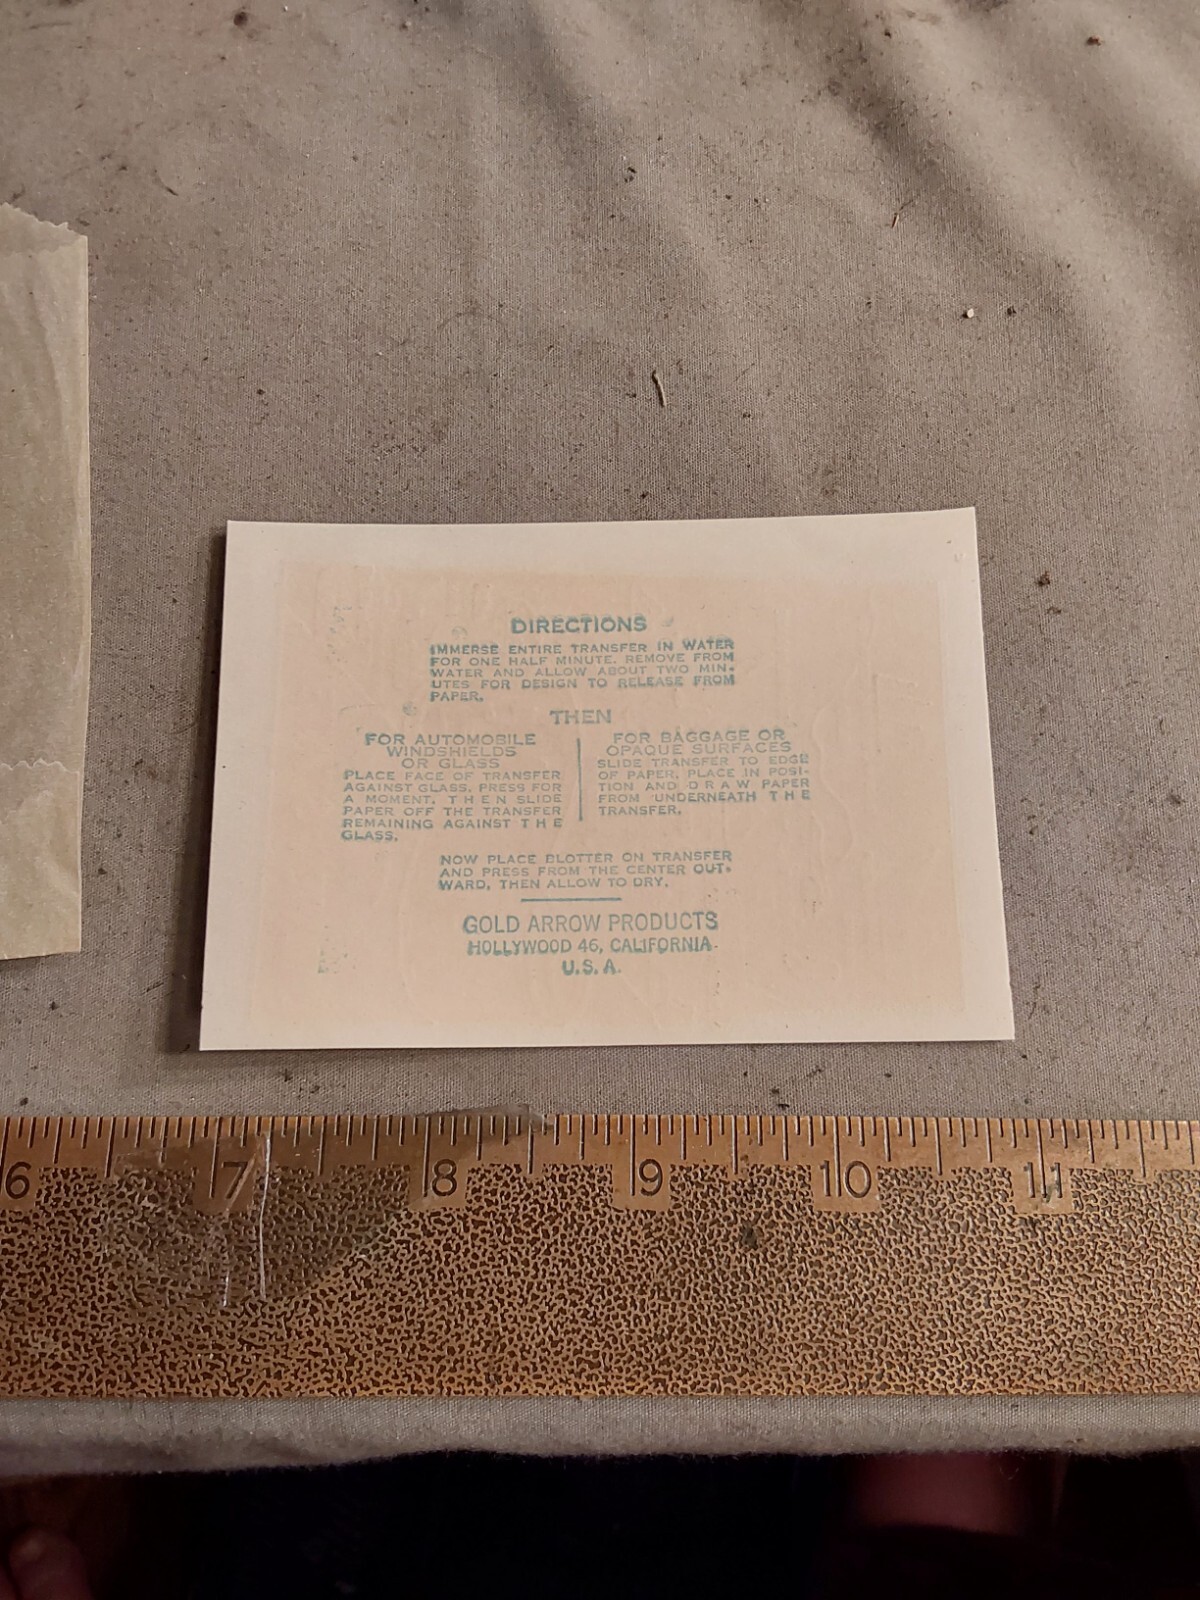 DIRECTIONS
IMMERSE ENTIRE TRANSFER IN WATER
FOR ONE HALF MINUTE. REMOVE FROM
WATER AND ALLOW ABOUT TWO MIN-
UTES FOR DESIGN TO RELEASE FROM
PAPER.
THEN
FOR AUTOMOBILE
WINDSHIELDS
OR GLASS
PLACE FACE OF TRANSFER
AGAINST GLASS. PRESS FOR
A MOMENT. THEN SLIDE
PAPER OFF THE TRANSFER
REMAINING AGAINST THE
GLASS.
FOR BAGGAGE OR
OPAQUE SURFACES
SLIDE TRANSFER TO EDGE
OF PAPER. PLACE IN POSI-
TION AND DRAW PAPER
FROM UNDERNEATH THE
TRANSFER.
NOW PLACE BLOTTER ON TRANSFER
AND PRESS FROM THE CENTER OUT-
WARD, THEN ALLOW TO DRY.
GOLD ARROW PRODUCTS
HOLLYWOOD 46, CALIFORNIA
U.S.A.
6 7 8 9 10 11